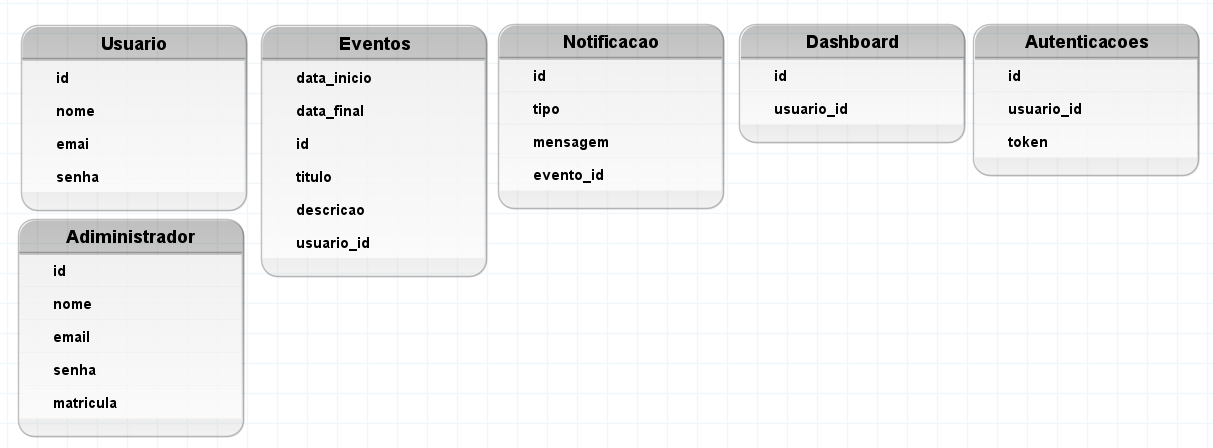 Usuario
id
nome
emai
senha
Eventos
data_inicio
data_final
id
titulo
descricao
usuario_id
Notificacao
id
tipo
mensagem
evento_id
Dashboard
id
usuario_id
Autenticacoes
id
usuario_id
token
Adiministrador
id
nome
email
senha
matricula